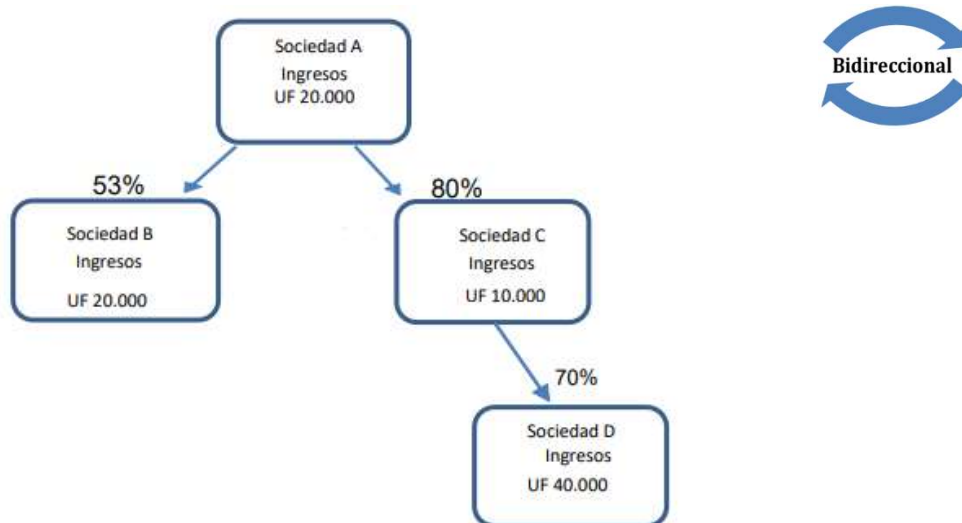 Sociedad A
Ingresos
UF 20.000
Bidireccional
53%
80%
Sociedad B
Ingresos
UF 20.000
Sociedad C
Ingresos
UF 10.000
70%
Sociedad D
Ingresos
UF 40.000